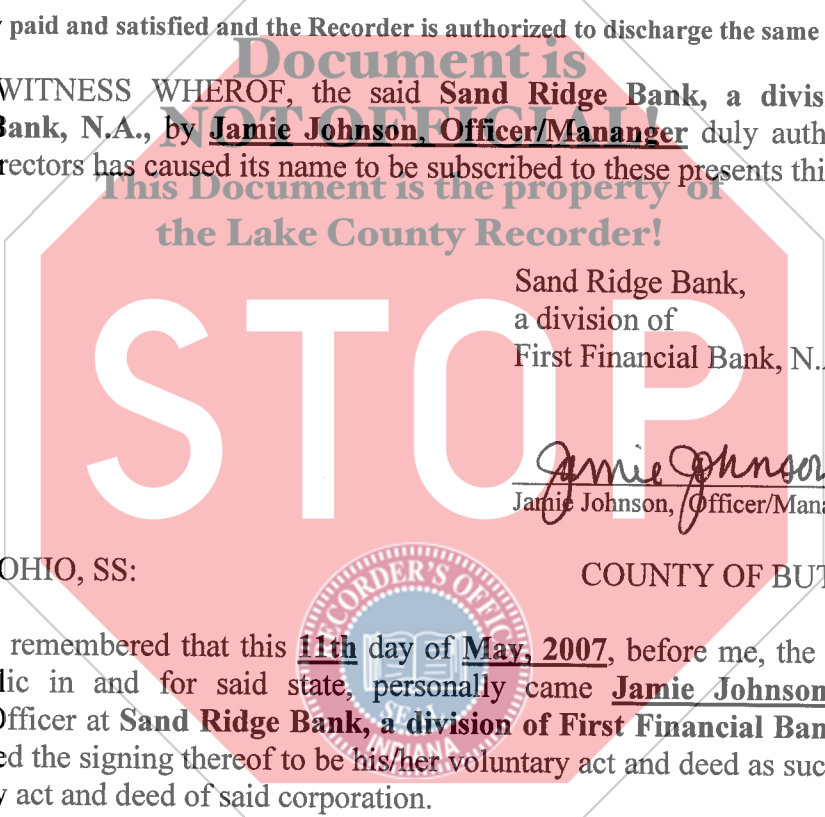 y paid and satisfied and the Recorder is authorized to discharge the same
Document is
WITNESS WHEROF, the said Sand Ridge Bank, a divis
NOT OFFICIAL!
Bank, N.A., by Jamie Johnson, Officer/Mananger duly auth
rectors has caused its name to be subscribed to these presents thi
This Document is the property of
the Lake County Recorder!
Sand Ridge Bank,
a division of
First Financial Bank, N.
STOP
Jamie Johnson
Jamie Johnson, Officer/Mana
OHIO, SS:
COUNTY OF BUT
RECORDER'S OFFICE
remembered that this 11th day of May, 2007, before me, the
lic in and for said state, personally came Jamie Johnson
Officer at Sand Ridge Bank, a division of First Financial Ban
SEAL
INDIANA
ed the signing thereof to be his/her voluntary act and deed as suc
y act and deed of said corporation.